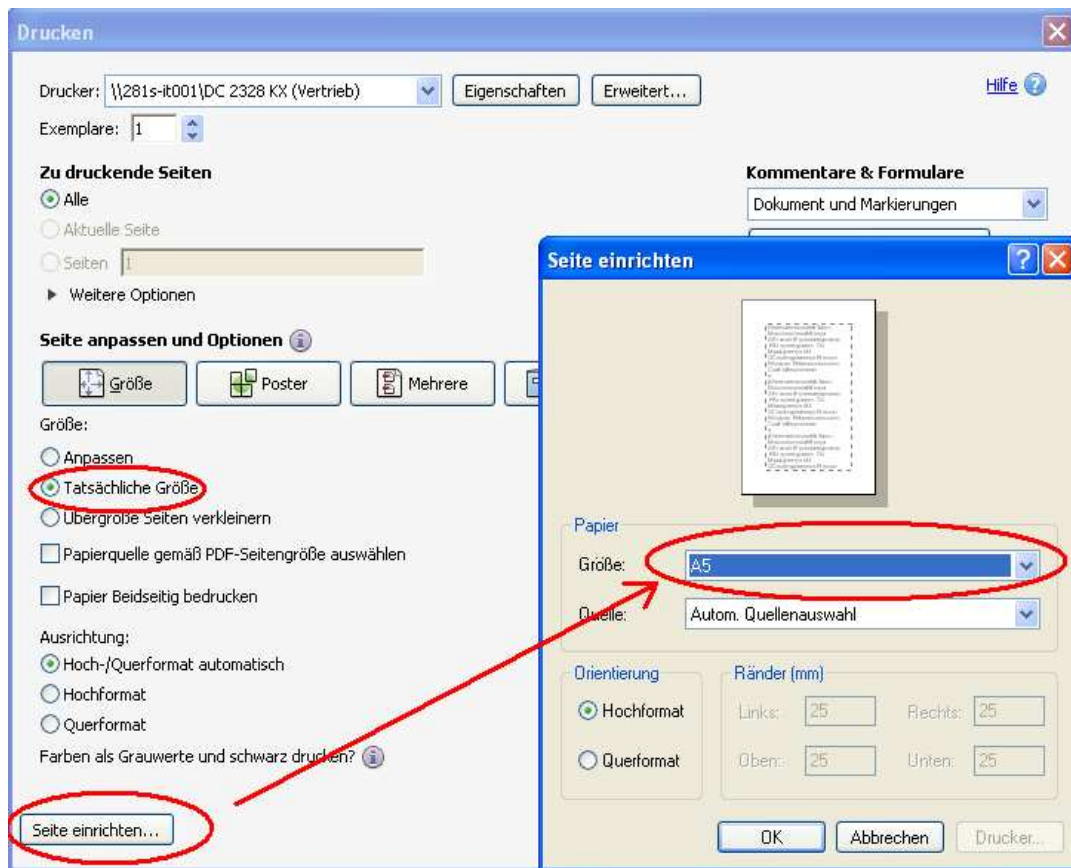 Drucken
Drucker: \\281s-it001\DC 2328 KX (Vertrieb) Eigenschaften Erweitert... Hilfe
Exemplare: 1
Zu druckende Seiten
Alle
Aktuelle Seite
Seiten 1
Weitere Optionen
Kommentare & Formulare
Dokument und Markierungen
Seite anpassen und Optionen
Größe Poster Mehrere
Größe:
Anpassen
Tatsächliche Größe
Übergroße Seiten verkleinern
Papierquelle gemäß PDF-Seitengröße auswählen
Papier Beidseitig bedrucken
Ausrichtung:
Hoch-/Querformat automatisch
Hochformat
Querformat
Farben als Grauwerte und schwarz drucken?
Seite einrichten...
Seite einrichten
Papier
Größe: A5
Quelle: Autom. Quellenauswahl
Orientierung
Hochformat
Querformat
Ränder (mm)
Links: 25 Rechts: 25
Oben: 25 Unten: 25
OK Abbrechen Drucker...